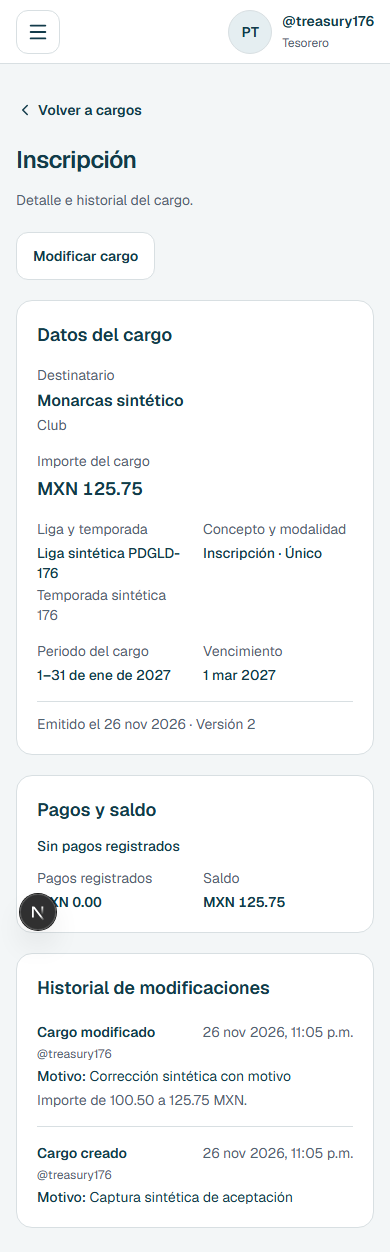 PT
@treasury176
Tesorero
Volver a cargos
Inscripción
Detalle e historial del cargo.
Modificar cargo
Datos del cargo
Destinatario
Monarcas sintético
Club
Importe del cargo
MXN 125.75
Liga y temporada
Liga sintética PDGLD-
176
Temporada sintética
176
Concepto y modalidad
Inscripción · Único
Periodo del cargo
1–31 de ene de 2027
Vencimiento
1 mar 2027
Emitido el 26 nov 2026 · Versión 2
Pagos y saldo
Sin pagos registrados
Pagos registrados
XN 0.00
Saldo
MXN 125.75
N
Historial de modificaciones
Cargo modificado
26 nov 2026, 11:05 p.m.
@treasury176
Motivo: Corrección sintética con motivo
Importe de 100.50 a 125.75 MXN.
Cargo creado
26 nov 2026, 11:05 p.m.
@treasury176
Motivo: Captura sintética de aceptación